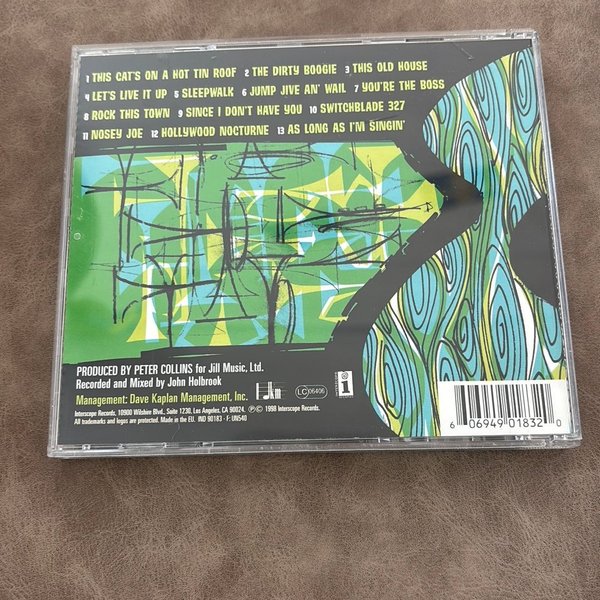 1 THIS CAT'S ON A HOT TIN ROOF 2 THE DIRTY BOOGIE 3 THIS OLD HOUSE
4 LET'S LIVE IT UP 5 SLEEPWALK 6 JUMP JIVE AN' WAIL 7 YOU'RE THE BOSS
8 ROCK THIS TOWN 9 SINCE I DON'T HAVE YOU 10 SWITCHBLADE 327
11 NOSEY JOE 12 HOLLYWOOD NOCTURNE 13 AS LONG AS I'M SINGIN'
PRODUCED BY PETER COLLINS for Jill Music, Ltd.
Recorded and Mixed by John Holbrook
Management: Dave Kaplan Management, Inc.
Interscope Records, 10900 Wilshire Blvd., Suite 1230, Los Angeles, CA 90024. ℗© 1998 Interscope Records.
All trademarks and logos are protected. Made in the EU. IND 90183 - F: UN540
LC 06406
6 06949 01832 0